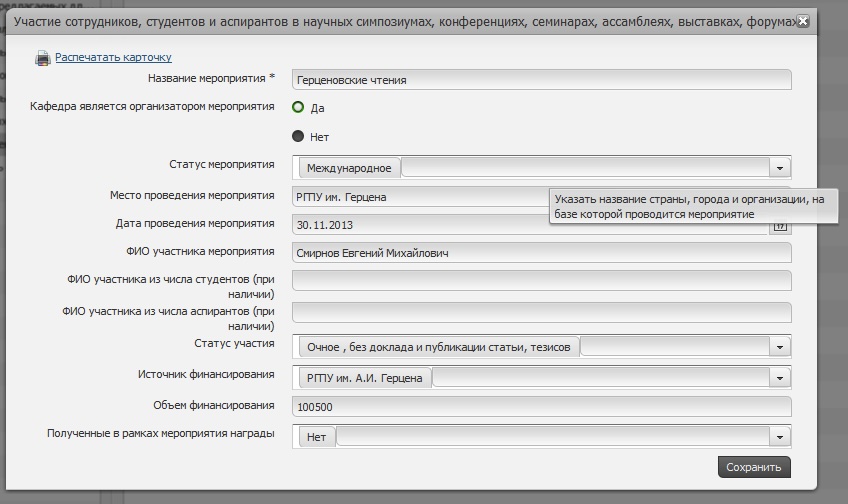 Участие сотрудников, студентов и аспирантов в научных симпозиумах, конференциях, семинарах, ассамблеях, выставках, форумах
Распечатать карточку
Название мероприятия * Герценовские чтения
Кафедра является организатором мероприятия Да
Нет
Статус мероприятия Международное
Место проведения мероприятия РГПУ им. Герцена
Указать название страны, города и организации, на
базе которой проводится мероприятие
Дата проведения мероприятия 30.11.2013
ФИО участника мероприятия Смирнов Евгений Михайлович
ФИО участника из числа студентов (при
наличии)
ФИО участника из числа аспирантов (при
наличии)
Статус участия Очное , без доклада и публикации статьи, тезисов
Источник финансирования РГПУ им. А.И. Герцена
Объем финансирования 100500
Полученные в рамках мероприятия награды Нет
Сохранить